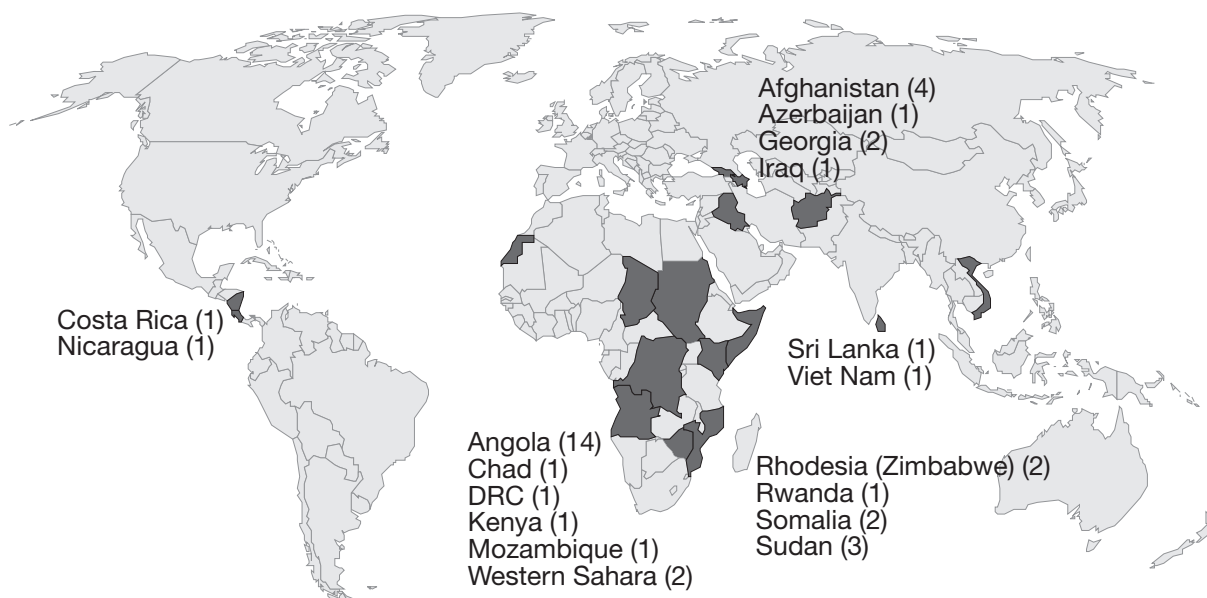 Afghanistan (4)
Azerbaijan (1)
Georgia (2)
Iraq (1)
Costa Rica (1)
Nicaragua (1)
Sri Lanka (1)
Viet Nam (1)
Angola (14)
Chad (1)
DRC (1)
Kenya (1)
Mozambique (1)
Western Sahara (2)
Rhodesia (Zimbabwe) (2)
Rwanda (1)
Somalia (2)
Sudan (3)